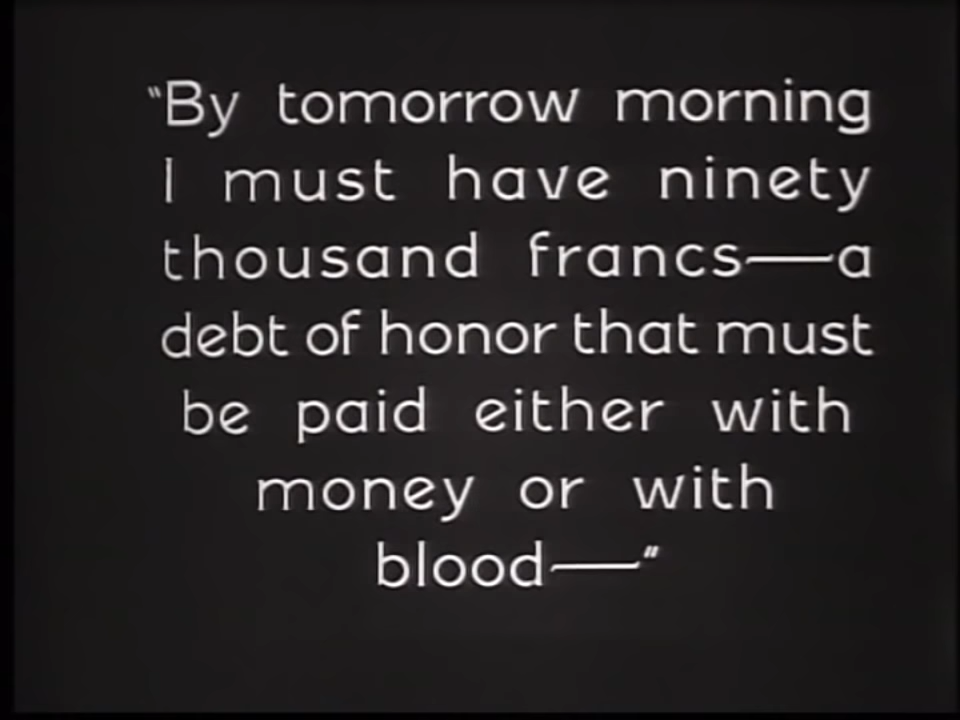 "By tomorrow morning
I must have ninety
thousand francs—a
debt of honor that must
be paid either with
money or with
blood—"